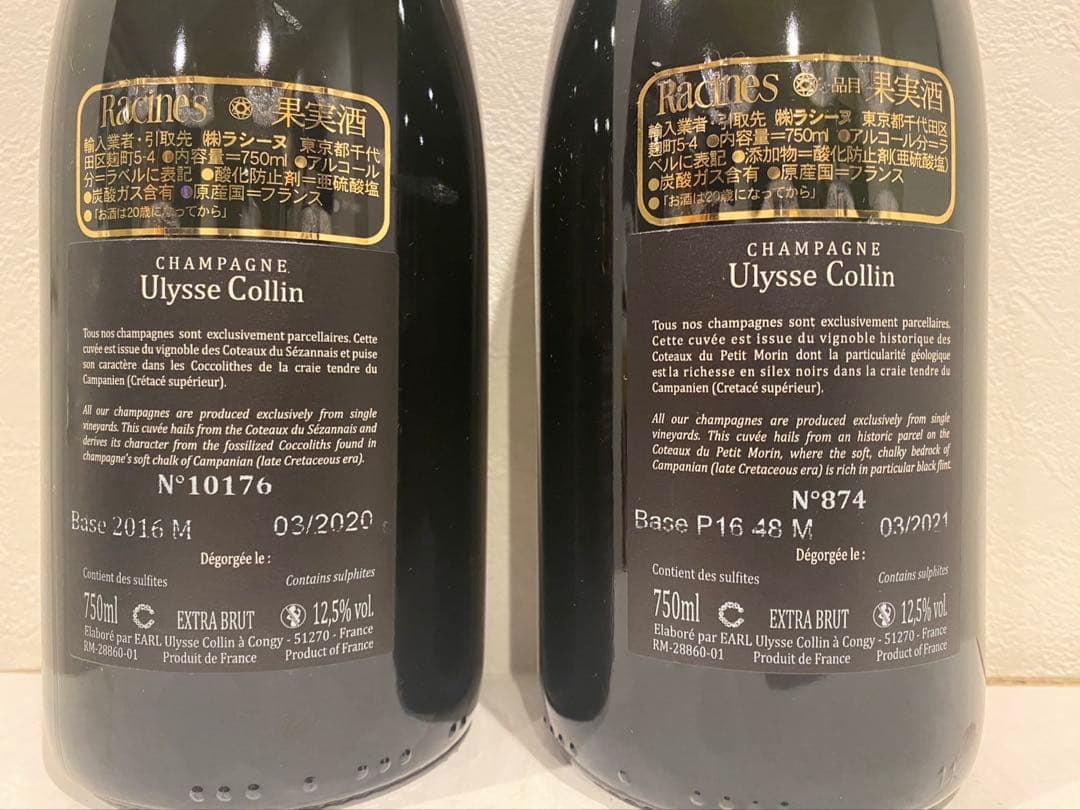 Racines 果実酒
輸入業者・引取先 ㈱ラシーヌ 東京都千代
田区麹町5-4 ●内容量=750ml ●アルコール
分=ラベルに表記 ●酸化防止剤=亜硫酸塩
●炭酸ガス含有 ●原産国=フランス
●「お酒は20歳になってから」
CHAMPAGNE
Ulysse Collin
Tous nos champagnes sont exclusivement parcellaires. Cette
cuvée est issue du vignoble des Coteaux du Sézannais et puise
son caractère dans les Coccolithes de la craie tendre du
Campanien (Crétacé supérieur).
All our champagnes are produced exclusively from single
vineyards. This cuvée hails from the Coteaux du Sézannais and
derives its character from the fossilized Coccoliths found in
champagne's soft chalk of Campanian (late Cretaceous era).
N°10176
Base 2016 M 03/2020
Dégorgée le :
Contient des sulfites Contains sulphites
750ml EXTRA BRUT 12,5% vol.
Elaboré par EARL Ulysse Collin à Congy - 51270 - France
RM-28860-01 Produit de France Product of France
Racines 品目 果実酒
輸入業者・引取先 ㈱ラシーヌ 東京都千代田区
麹町5-4 ●内容量=750ml ●アルコール分=ラ
ベルに表記 ●添加物=酸化防止剤(亜硫酸塩)
●炭酸ガス含有 ●原産国=フランス
●「お酒は20歳になってから」
CHAMPAGNE
Ulysse Collin
Tous nos champagnes sont exclusivement parcellaires.
Cette cuvée est issue du vignoble historique des
Coteaux du Petit Morin dont la particularité géologique
est la richesse en silex noirs dans la craie tendre du
Campanien (Cretacé supérieur).
All our champagnes are produced exclusively from single
vineyards. This cuvée hails from an historic parcel on the
Coteaux du Petit Morin, where the soft, chalky bedrock of
Campanian (late Cretaceous era) is rich in particular black flint.
N°874
Base P16 48 M 03/2021
Dégorgée le :
Contient des sulfites Contains sulphites
750ml EXTRA BRUT 12,5% vol.
Elaboré par EARL Ulysse Collin à Congy - 51270 - France
RM-28860-01 Produit de France Product of France